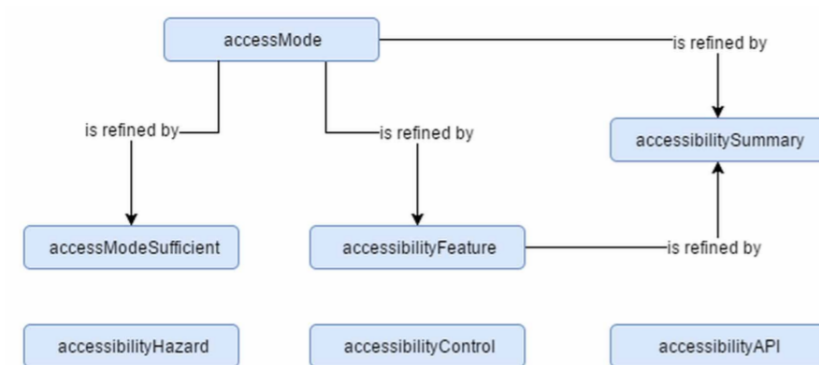 accessMode
is refined by
is refined by
is refined by
accessibilitySummary
accessModeSufficient
accessibilityFeature
is refined by
accessibilityHazard
accessibilityControl
accessibilityAPI